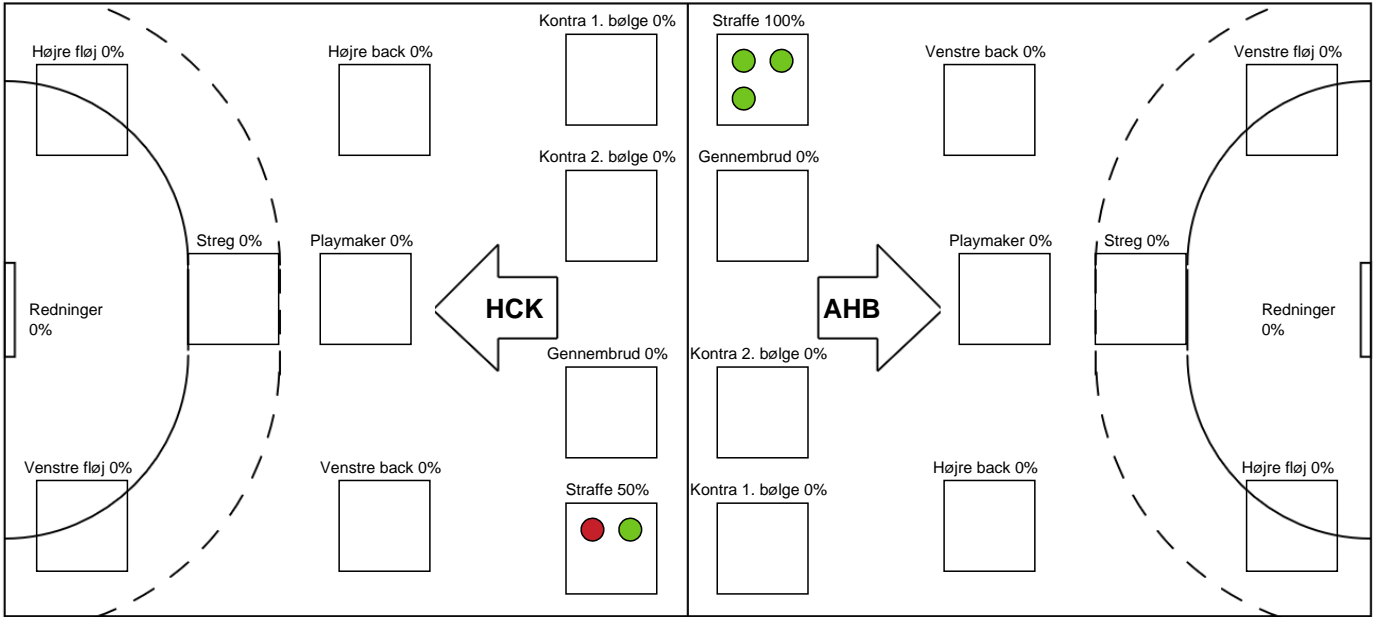 Kontra 1. bølge 0%
Straffe 100%
Højre fløj 0%
Højre back 0%
Venstre back 0%
Venstre fløj 0%
Kontra 2. bølge 0%
Gennembrud 0%
Streg 0%
Playmaker 0%
Playmaker 0%
Streg 0%
Redninger
0%
HCK
AHB
Redninger
0%
Gennembrud 0%
Kontra 2. bølge 0%
Venstre fløj 0%
Venstre back 0%
Højre back 0%
Højre fløj 0%
Straffe 50%
Kontra 1. bølge 0%